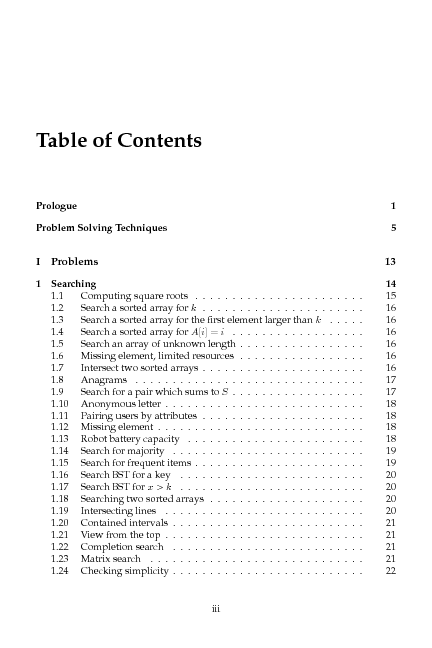 Table of Contents
Prologue 1
Problem Solving Techniques 5
I Problems 13
1 Searching 14
1.1 Computing square roots . . . . . . . . . . . . . . . . . . . . . . . 15
1.2 Search a sorted array for k . . . . . . . . . . . . . . . . . . . . . . 16
1.3 Search a sorted array for the first element larger than k . . . . . 16
1.4 Search a sorted array for A[i] = i . . . . . . . . . . . . . . . . . . 16
1.5 Search an array of unknown length . . . . . . . . . . . . . . . . . 16
1.6 Missing element, limited resources . . . . . . . . . . . . . . . . . 16
1.7 Intersect two sorted arrays . . . . . . . . . . . . . . . . . . . . . . 16
1.8 Anagrams . . . . . . . . . . . . . . . . . . . . . . . . . . . . . . . 17
1.9 Search for a pair which sums to S . . . . . . . . . . . . . . . . . . 17
1.10 Anonymous letter . . . . . . . . . . . . . . . . . . . . . . . . . . . 18
1.11 Pairing users by attributes . . . . . . . . . . . . . . . . . . . . . . 18
1.12 Missing element . . . . . . . . . . . . . . . . . . . . . . . . . . . . 18
1.13 Robot battery capacity . . . . . . . . . . . . . . . . . . . . . . . . 18
1.14 Search for majority . . . . . . . . . . . . . . . . . . . . . . . . . . 19
1.15 Search for frequent items . . . . . . . . . . . . . . . . . . . . . . . 19
1.16 Search BST for a key . . . . . . . . . . . . . . . . . . . . . . . . . 20
1.17 Search BST for x > k . . . . . . . . . . . . . . . . . . . . . . . . . 20
1.18 Searching two sorted arrays . . . . . . . . . . . . . . . . . . . . . 20
1.19 Intersecting lines . . . . . . . . . . . . . . . . . . . . . . . . . . . 20
1.20 Contained intervals . . . . . . . . . . . . . . . . . . . . . . . . . . 21
1.21 View from the top . . . . . . . . . . . . . . . . . . . . . . . . . . . 21
1.22 Completion search . . . . . . . . . . . . . . . . . . . . . . . . . . 21
1.23 Matrix search . . . . . . . . . . . . . . . . . . . . . . . . . . . . . 21
1.24 Checking simplicity . . . . . . . . . . . . . . . . . . . . . . . . . . 22
iii